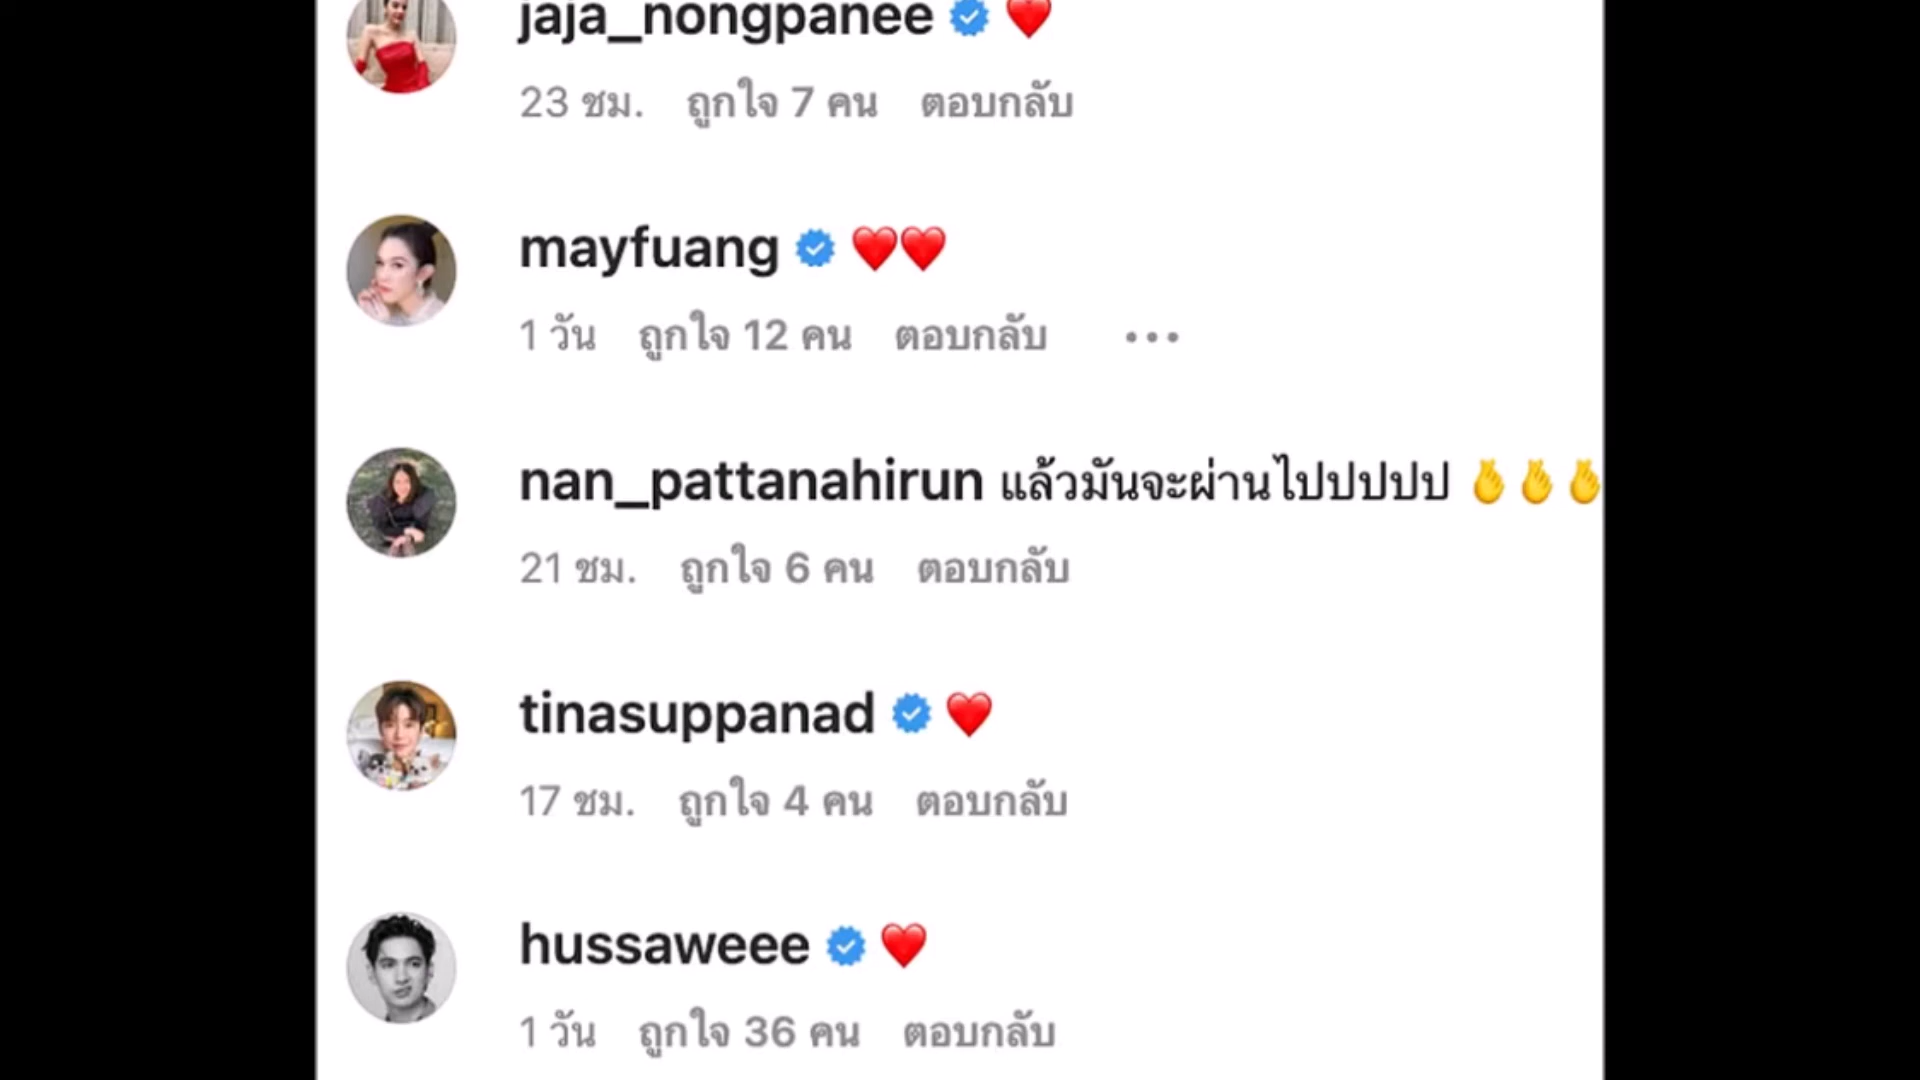 jaja_nongpanee ❤️
23 ชม. ถูกใจ 7 คน ตอบกลับ
mayfuang ❤️❤️
1 วัน ถูกใจ 12 คน ตอบกลับ ...
nan_pattanahirun แล้วมันจะผ่านไปปปปป 🫰🫰🫰
21 ชม. ถูกใจ 6 คน ตอบกลับ
tinasuppanad ❤️
17 ชม. ถูกใจ 4 คน ตอบกลับ
hussaweee ❤️
1 วัน ถูกใจ 36 คน ตอบกลับ